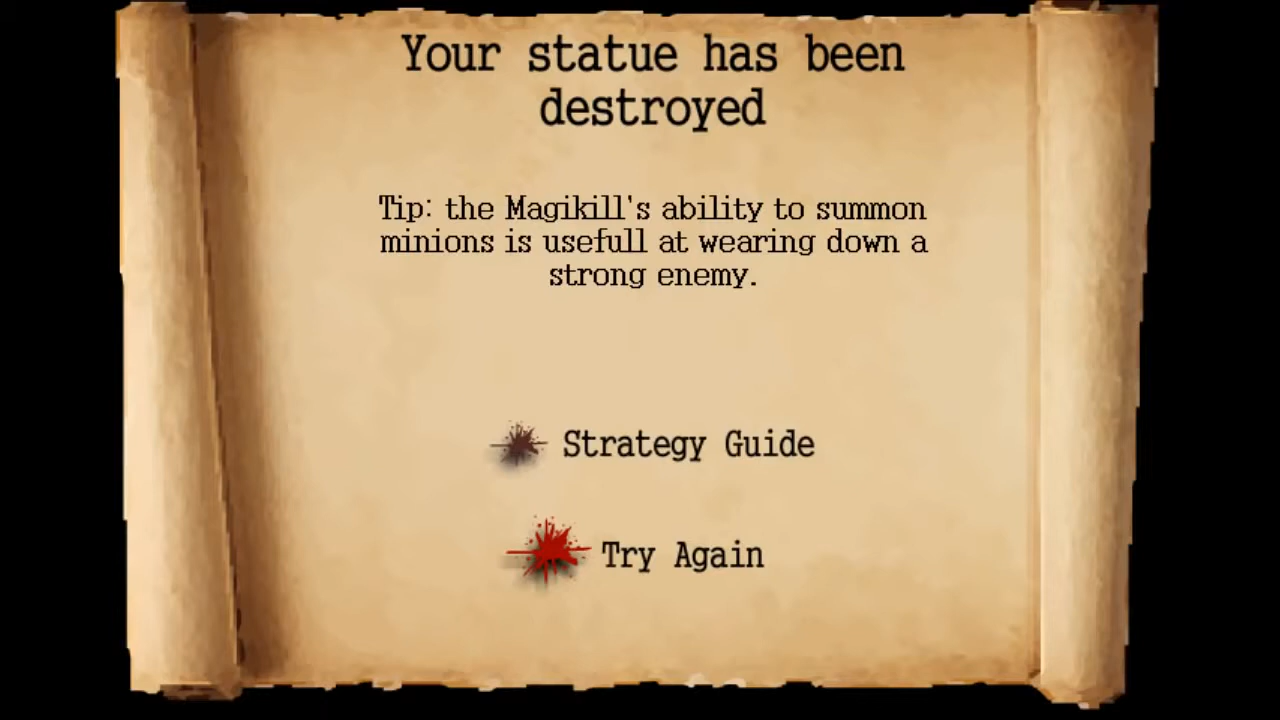 Your statue has been
destroyed
Tip: the Magikill's ability to summon
minions is usefull at wearing down a
strong enemy.
Strategy Guide
Try Again